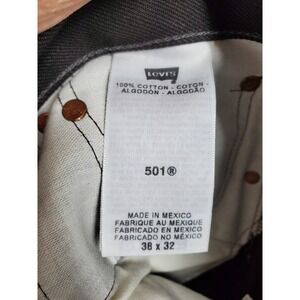 LEVI'S
100% COTTON - COTON -
ALGODÓN - ALGODÃO
501®
MADE IN MEXICO
FABRIQUE AU MEXIQUE
FABRICADO EN MEXICO
FABRICADO NO MÉXICO
38 x 32